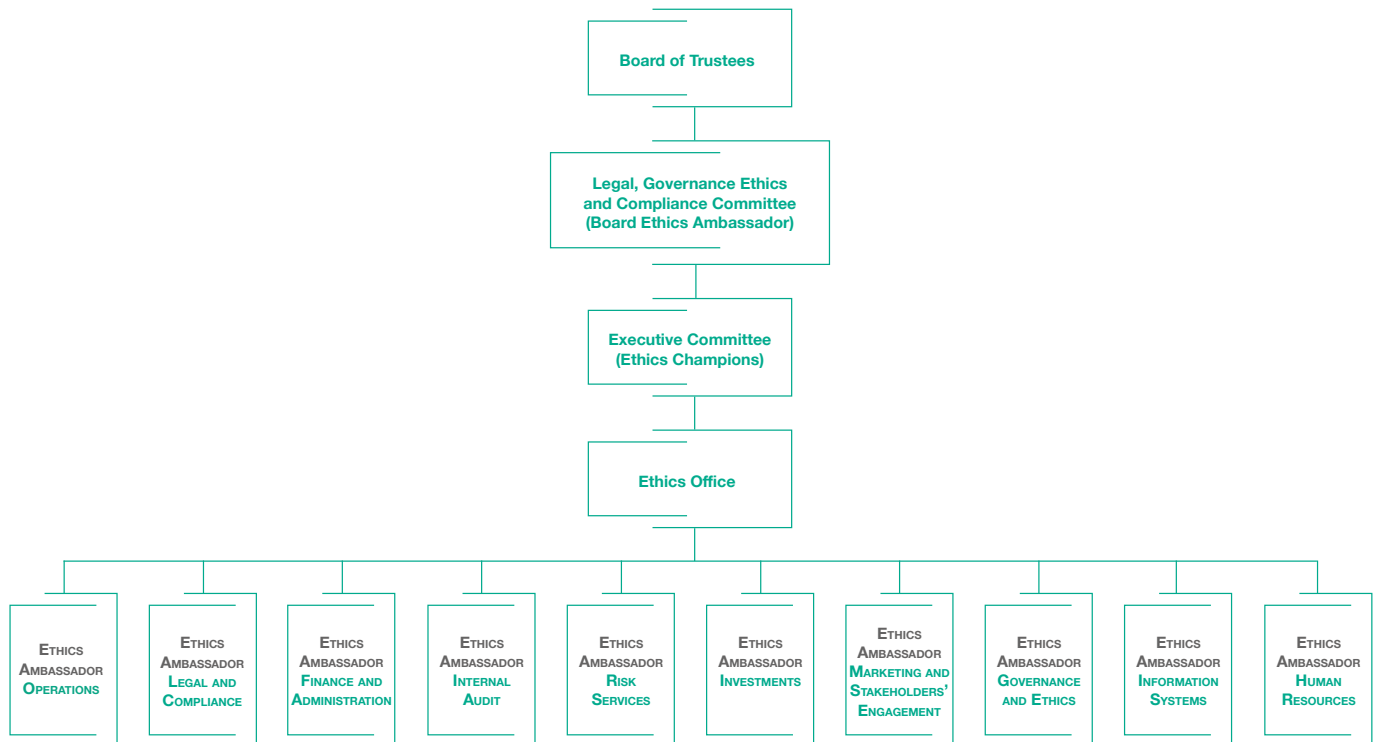 Board of Trustees
Legal, Governance Ethics
and Compliance Committee
(Board Ethics Ambassador)
Executive Committee
(Ethics Champions)
Ethics Office
Ethics
Ambassador
Operations
Ethics
Ambassador
Legal and
Compliance
Ethics
Ambassador
Finance and
Administration
Ethics
Ambassador
Internal
Audit
Ethics
Ambassador
Risk
Services
Ethics
Ambassador
Investments
Ethics
Ambassador
Marketing and
Stakeholders'
Engagement
Ethics
Ambassador
Governance
and Ethics
Ethics
Ambassador
Information
Systems
Ethics
Ambassador
Human
Resources